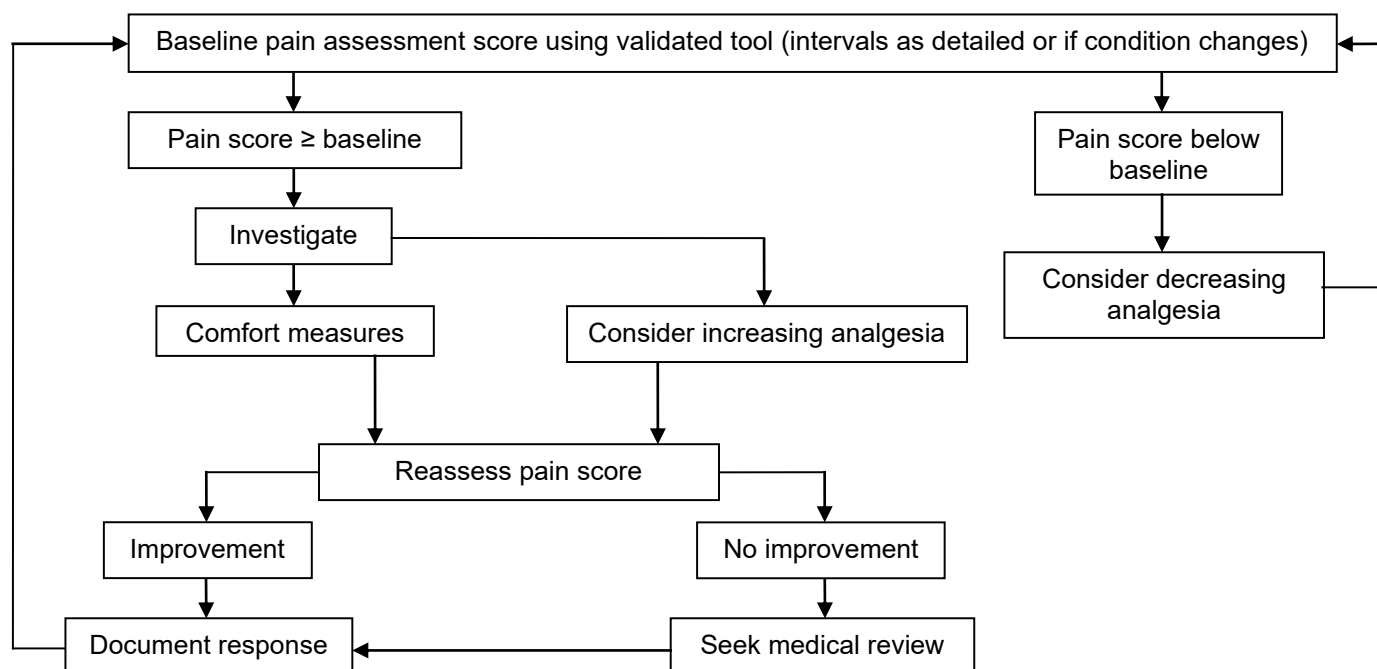 Baseline pain assessment score using validated tool (intervals as detailed or if condition changes)
Pain score ≥ baseline
Pain score below
baseline
Investigate
Consider decreasing
analgesia
Comfort measures
Consider increasing analgesia
Reassess pain score
Improvement
No improvement
Document response
Seek medical review